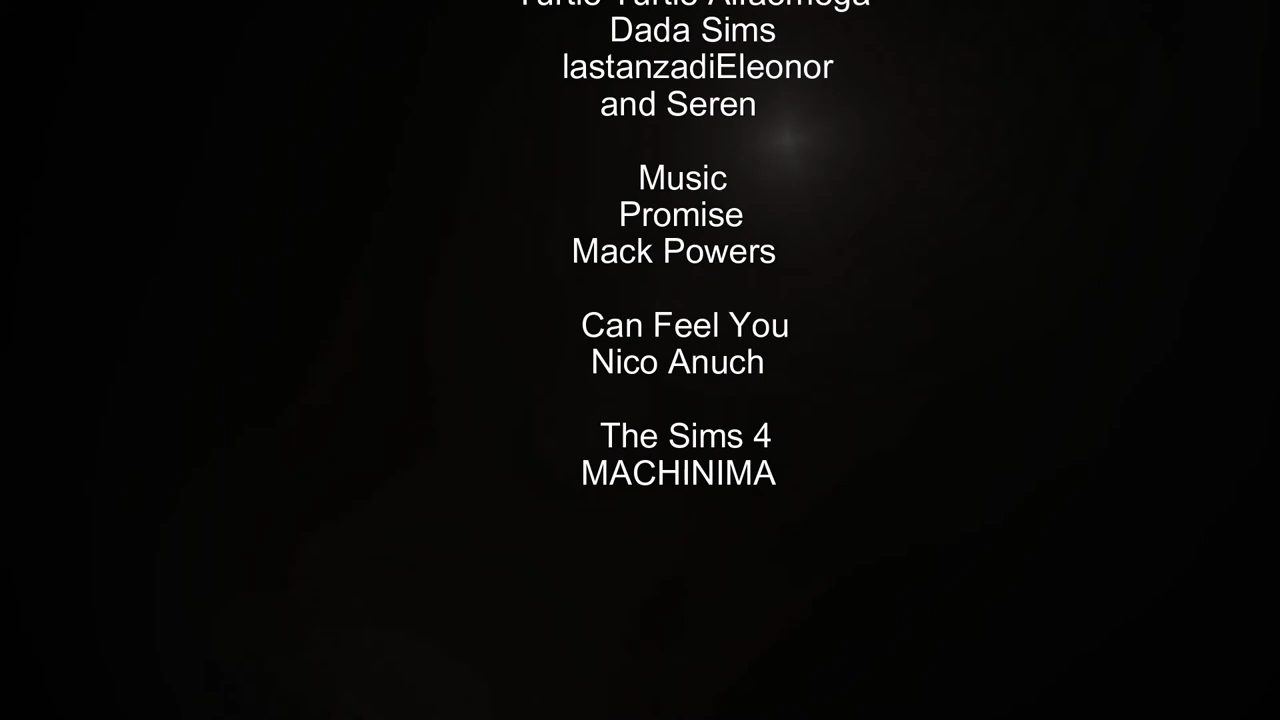 Dada Sims
lastanzadiEleonor
and Seren
Music
Promise
Mack Powers
Can Feel You
Nico Anuch
The Sims 4
MACHINIMA